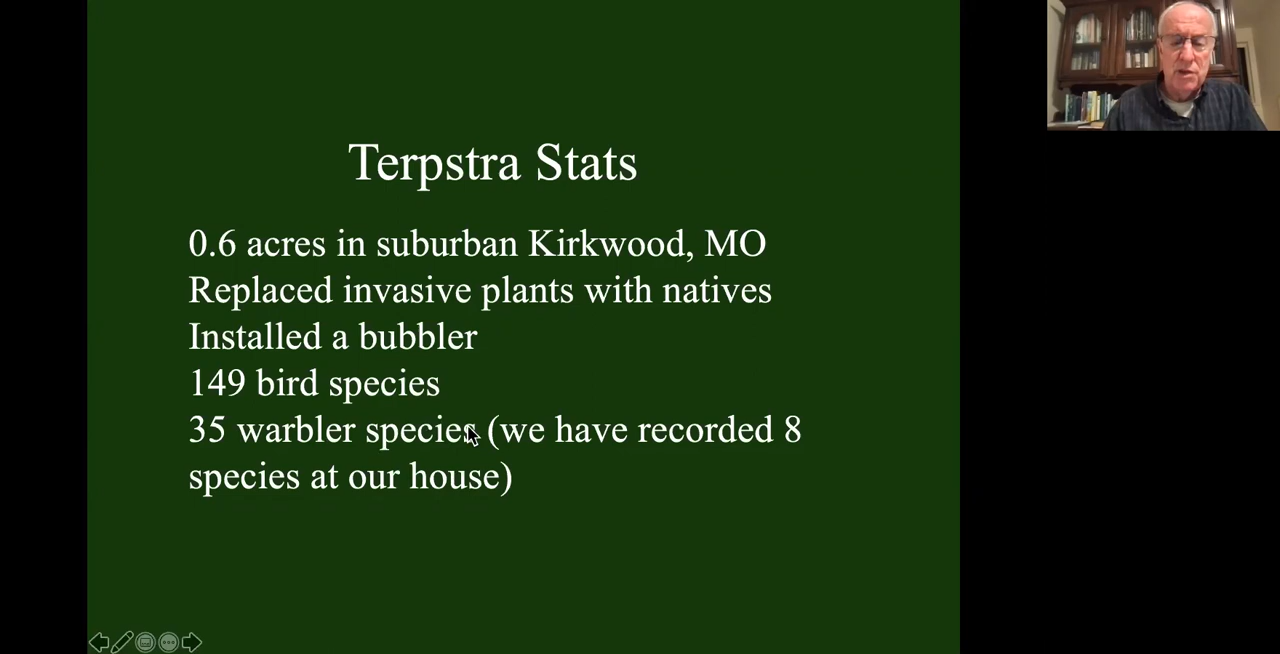 Terpstra Stats
0.6 acres in suburban Kirkwood, MO
Replaced invasive plants with natives
Installed a bubbler
149 bird species
35 warbler species (we have recorded 8
species at our house)